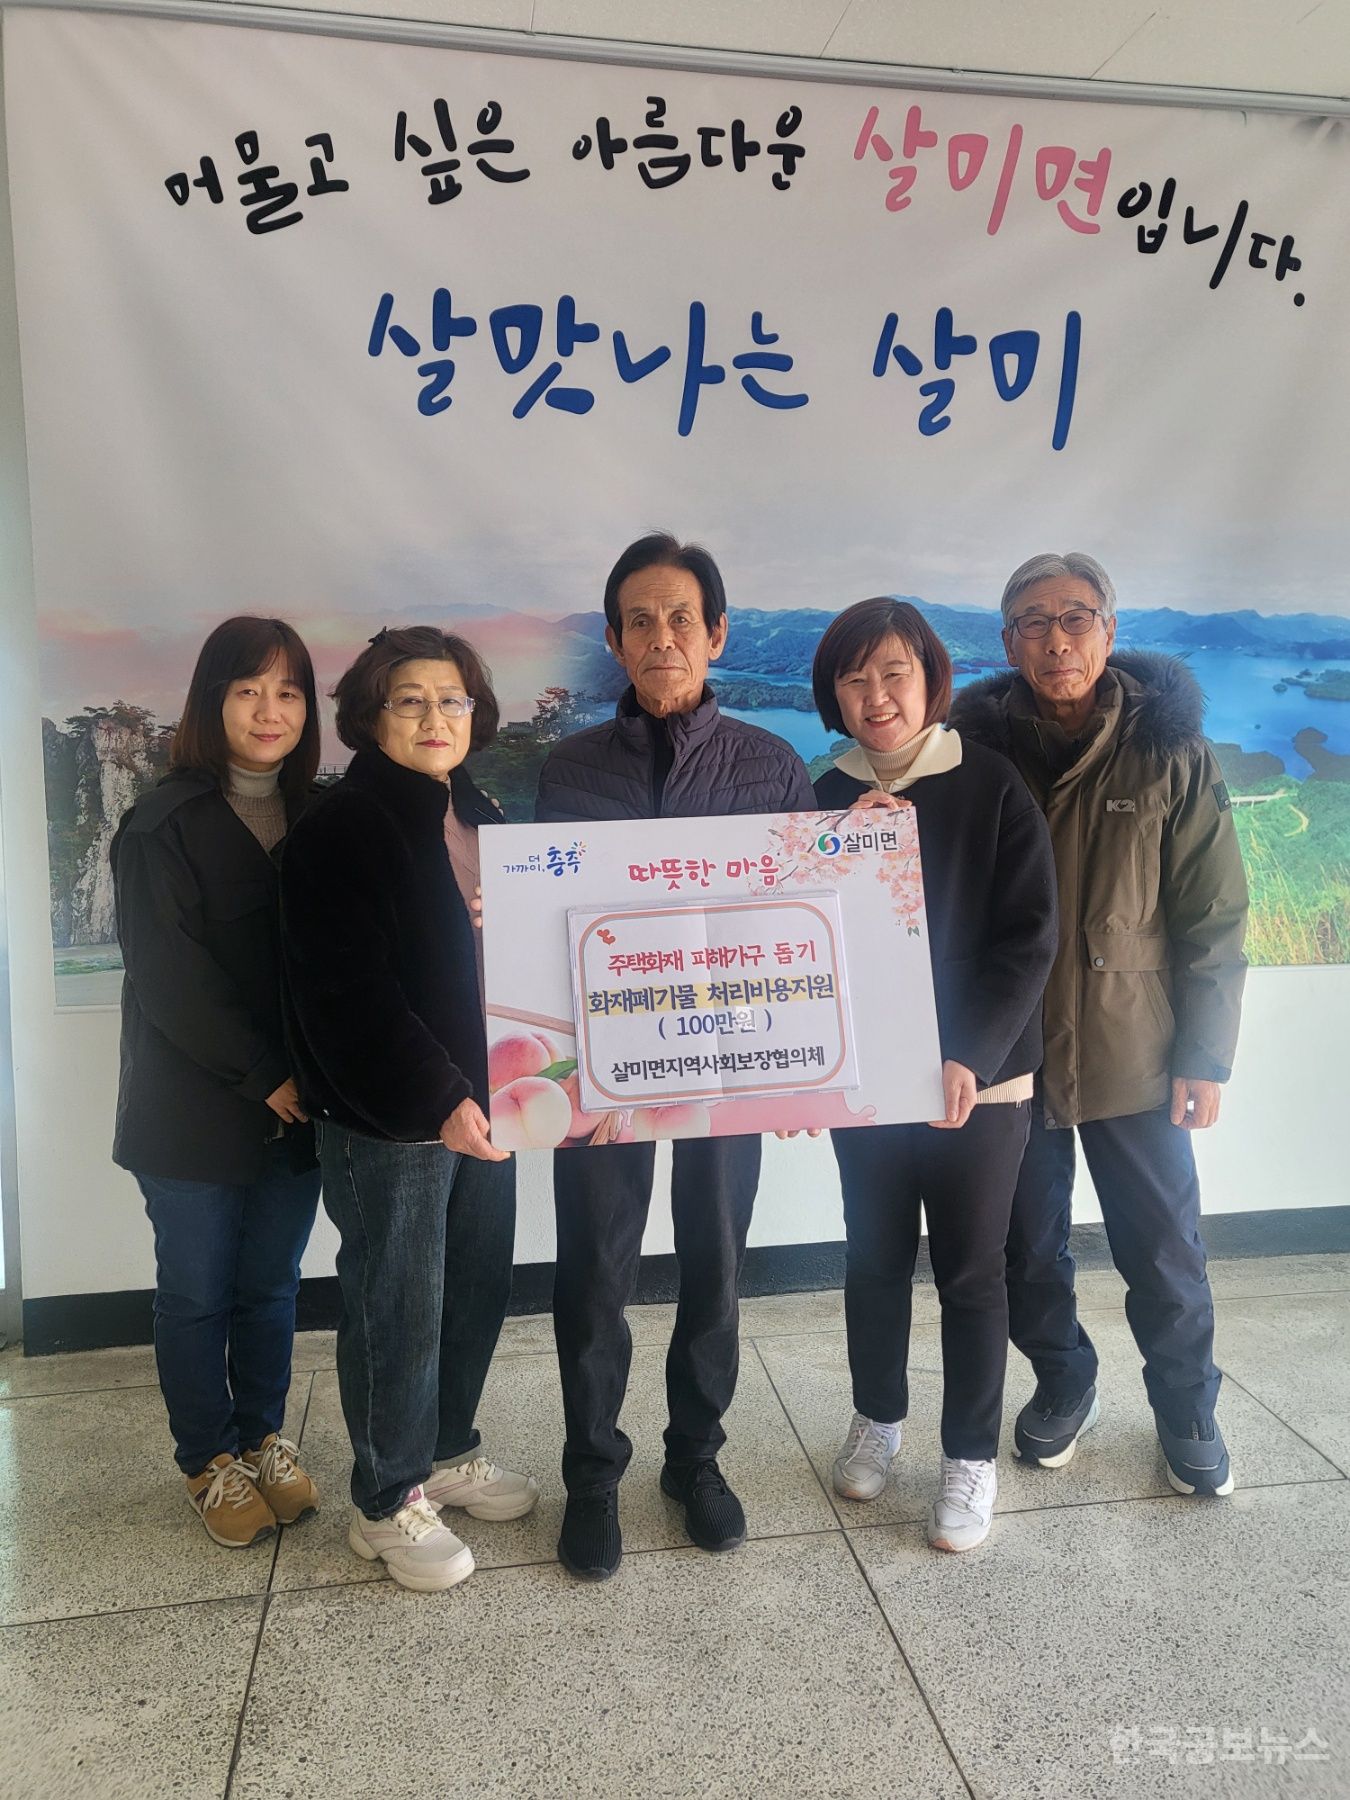 머물고 싶은 아름다운 살미면입니다.
살맛나는 살미
더 가까이, 충주
따뜻한 마음
살미면
주택화재 피해가구 돕기
화재폐기물 처리비용지원
( 100만원 )
살미면지역사회보장협의체
K2
한국공보뉴스